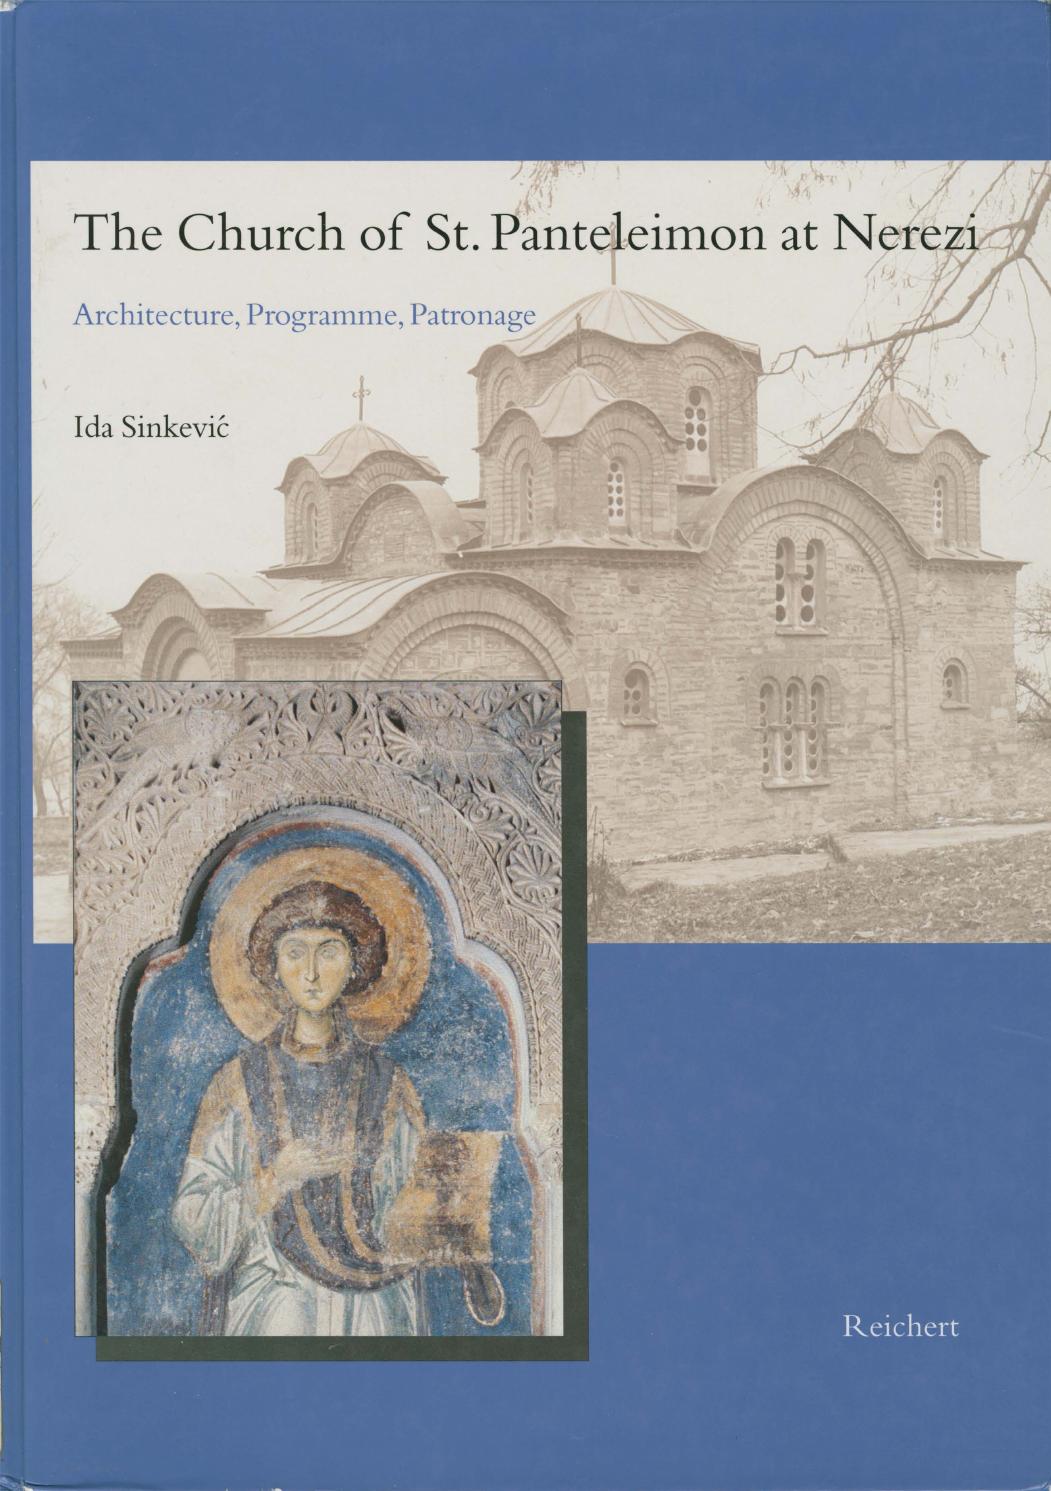 The Church of St. Panteleimon at Nerezi
Architecture, Programme, Patronage
Ida Sinkević
Reichert